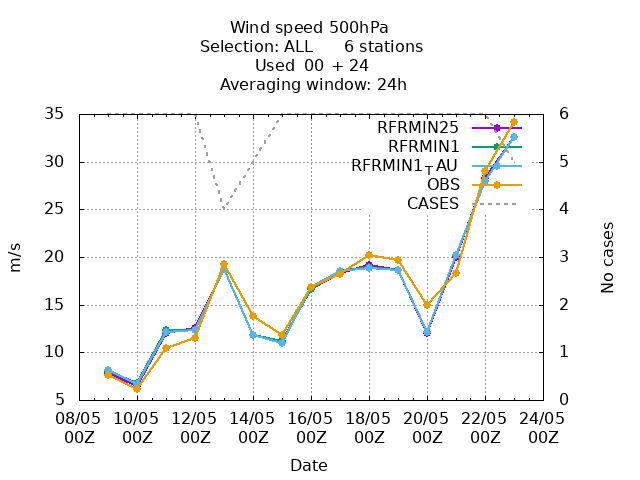 Wind speed 500hPa
Selection: ALL 6 stations
Used 00 + 24
Averaging window: 24h
35
30
25
20
15
10
5
m/s
6
5
4
3
2
1
0
No cases
RFRMIN25
RFRMIN1
RFRMIN1_TAU
OBS
CASES
08/05 10/05 12/05 14/05 16/05 18/05 20/05 22/05 24/05
00Z 00Z 00Z 00Z 00Z 00Z 00Z 00Z 00Z
Date